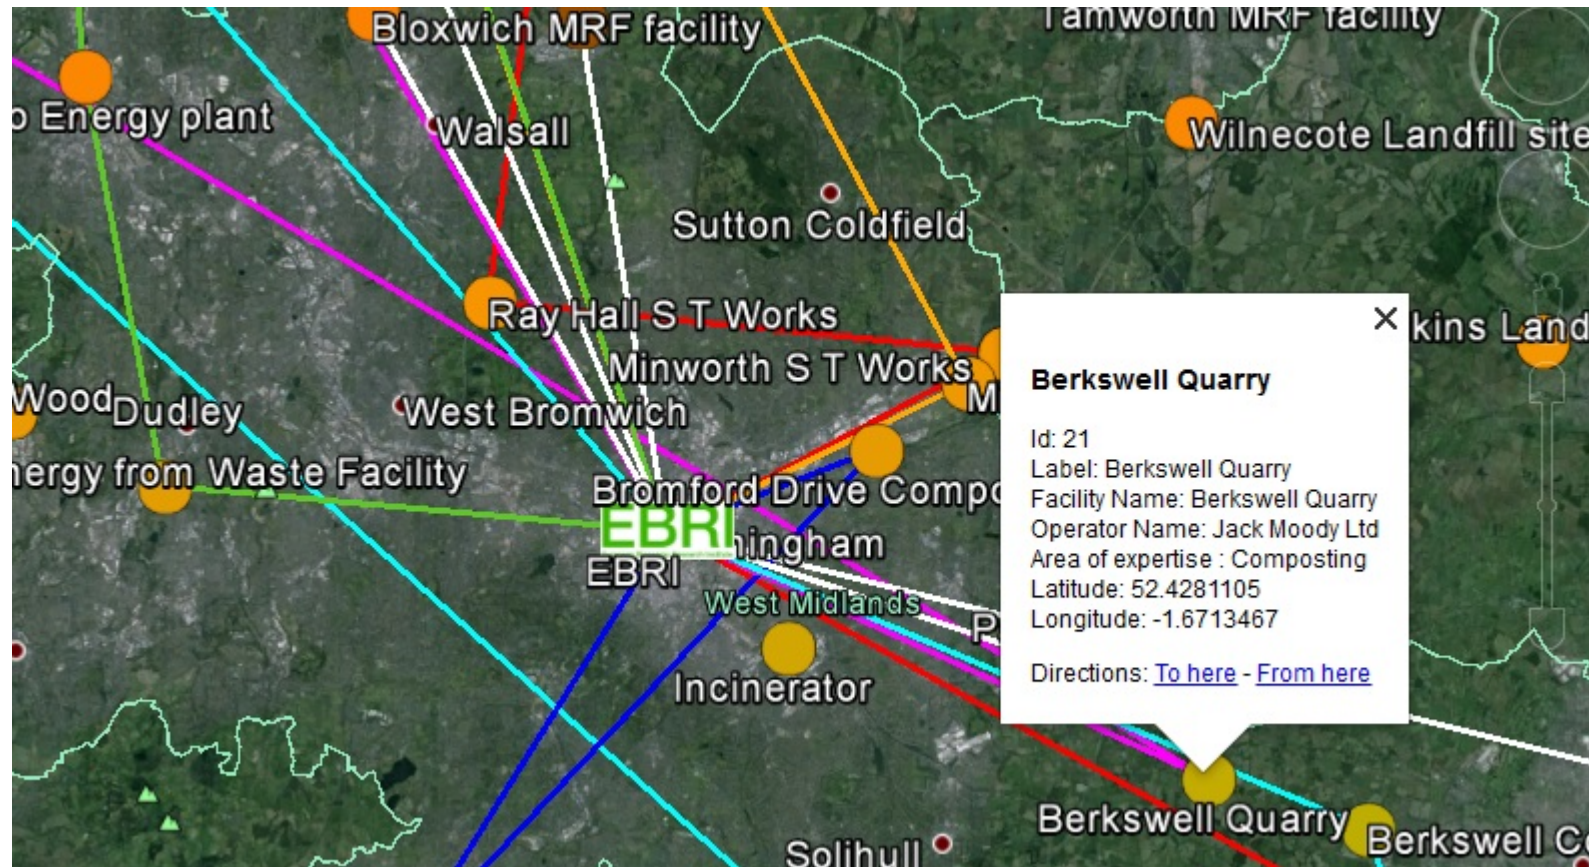 Bloxwich MRF facility
Tamworth MRF facility
o Energy plant
Walsall
Wilnecote Landfill site
Sutton Coldfield
Ray Hall S T Works
kins Land
Minworth S T Works
M
Wood
Dudley
West Bromwich
nergy from Waste Facility
Bromford Drive Compo
EBRI
mingham
EBRI
West Midlands
P
Incinerator
Berkswell Quarry
Id: 21
Label: Berkswell Quarry
Facility Name: Berkswell Quarry
Operator Name: Jack Moody Ltd
Area of expertise : Composting
Latitude: 52.4281105
Longitude: -1.6713467
Directions: To here - From here
Berkswell Quarry
Berkswell Co
Solihull